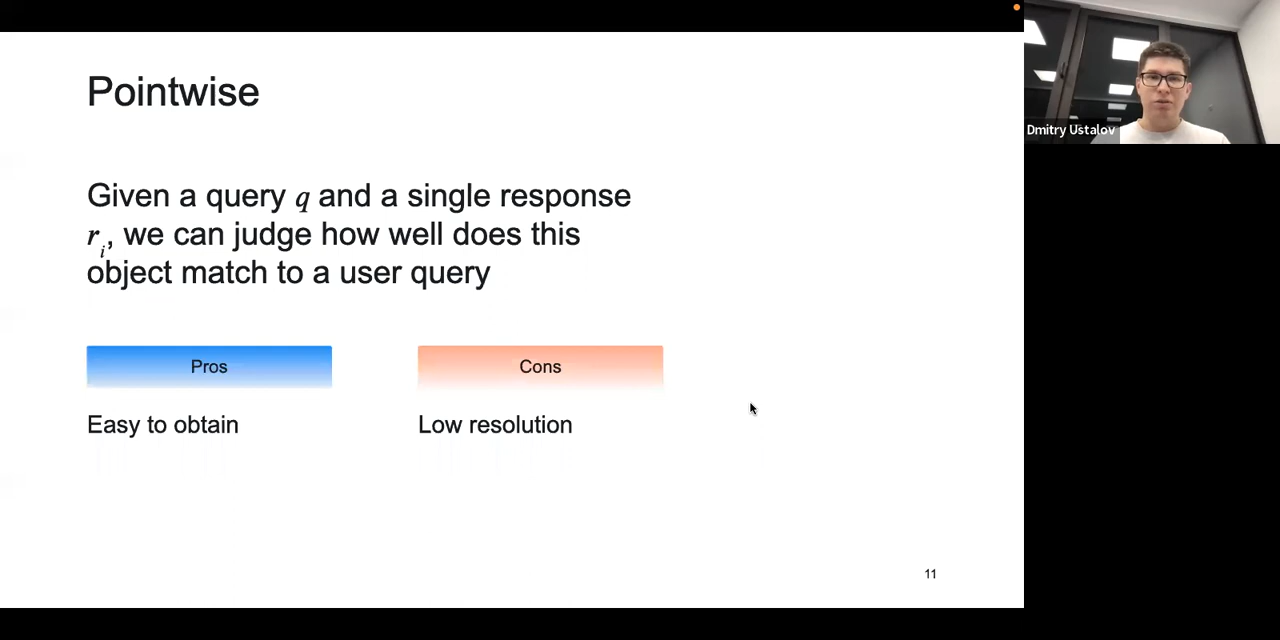 Pointwise
Dmitry Ustalov
Given a query q and a single response
r_i, we can judge how well does this
object match to a user query
Pros
Cons
Easy to obtain
Low resolution
11